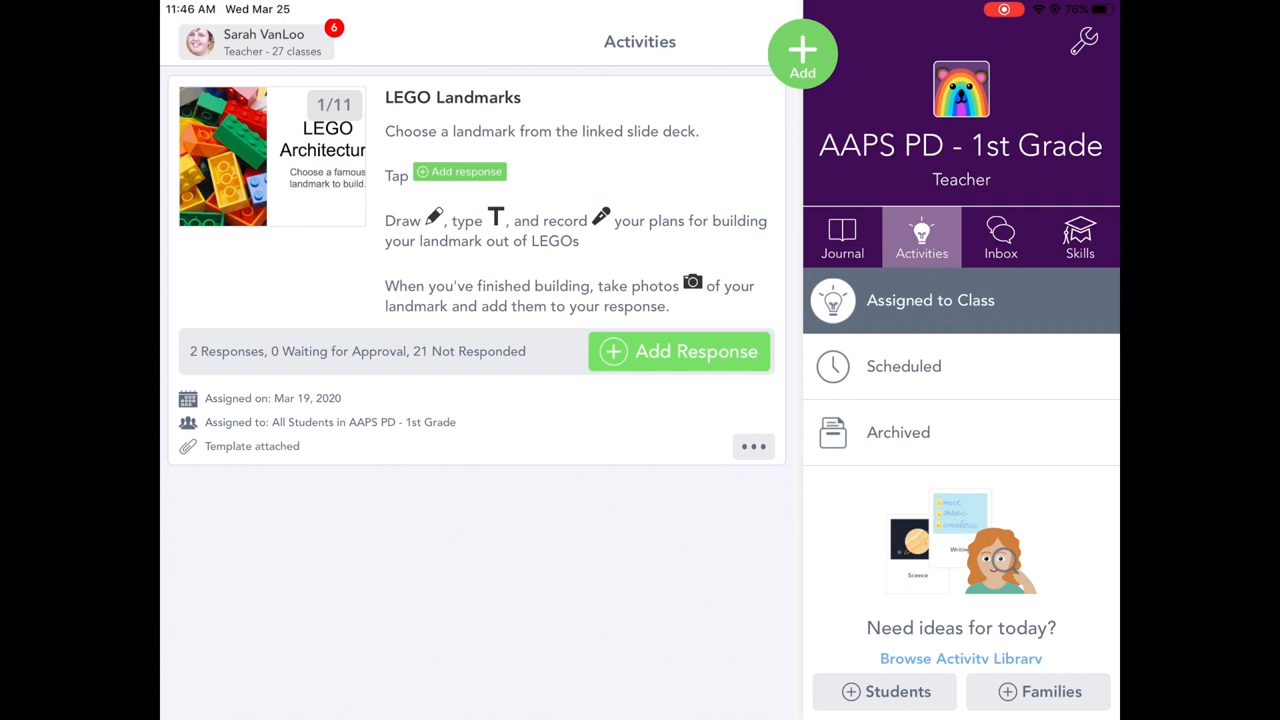 11:46 AM Wed Mar 25
76%
Sarah VanLoo
6
Teacher - 27 classes
Activities
Add
1/11
LEGO
Architectur
Choose a famous
landmark to build.
LEGO Landmarks
Choose a landmark from the linked slide deck.
Tap Add response
Draw , type T, and record your plans for building
your landmark out of LEGOs
When you've finished building, take photos of your
landmark and add them to your response.
2 Responses, 0 Waiting for Approval, 21 Not Responded
Add Response
Assigned on: Mar 19, 2020
Assigned to: All Students in AAPS PD - 1st Grade
Template attached
AAPS PD - 1st Grade
Teacher
Journal
Activities
Inbox
Skills
Assigned to Class
Scheduled
Archived
Science
Need ideas for today?
Browse Activity Library
Students
Families